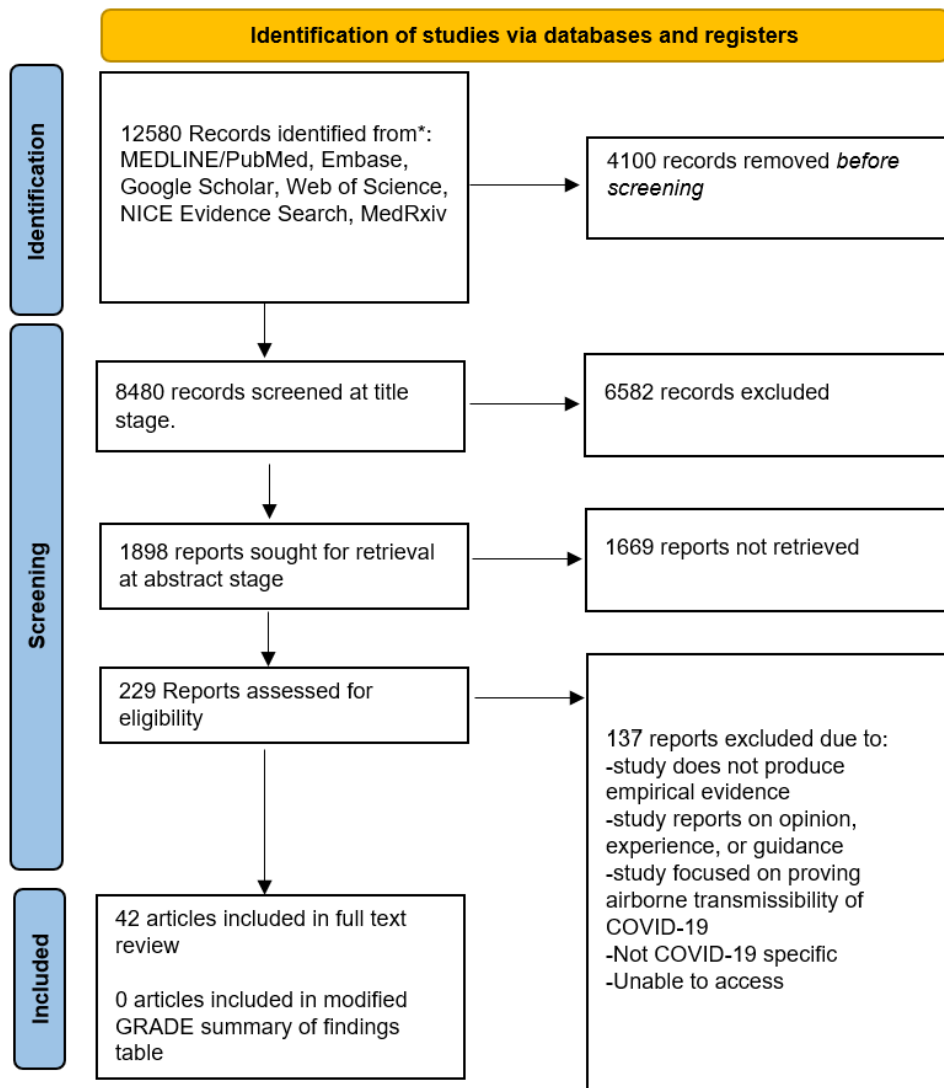 Identification of studies via databases and registers
Identification
12580 Records identified from*:
MEDLINE/PubMed, Embase,
Google Scholar, Web of Science,
NICE Evidence Search, MedRxiv
4100 records removed before
screening
Screening
8480 records screened at title
stage.
6582 records excluded
1898 reports sought for retrieval
at abstract stage
1669 reports not retrieved
229 Reports assessed for
eligibility
137 reports excluded due to:
-study does not produce
empirical evidence
-study reports on opinion,
experience, or guidance
-study focused on proving
airborne transmissibility of
COVID-19
-Not COVID-19 specific
-Unable to access
Included
42 articles included in full text
review
0 articles included in modified
GRADE summary of findings
table